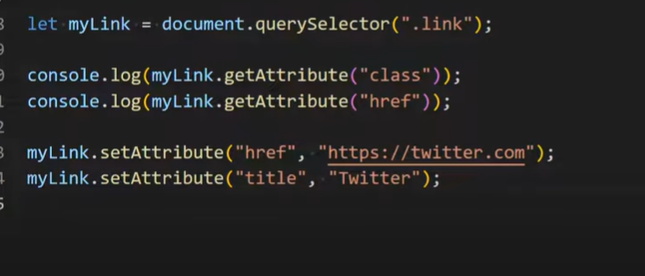 let myLink = document.querySelector(".link");
console.log(myLink.getAttribute("class"));
console.log(myLink.getAttribute("href"));
myLink.setAttribute("href", "https://twitter.com");
myLink.setAttribute("title", "Twitter");